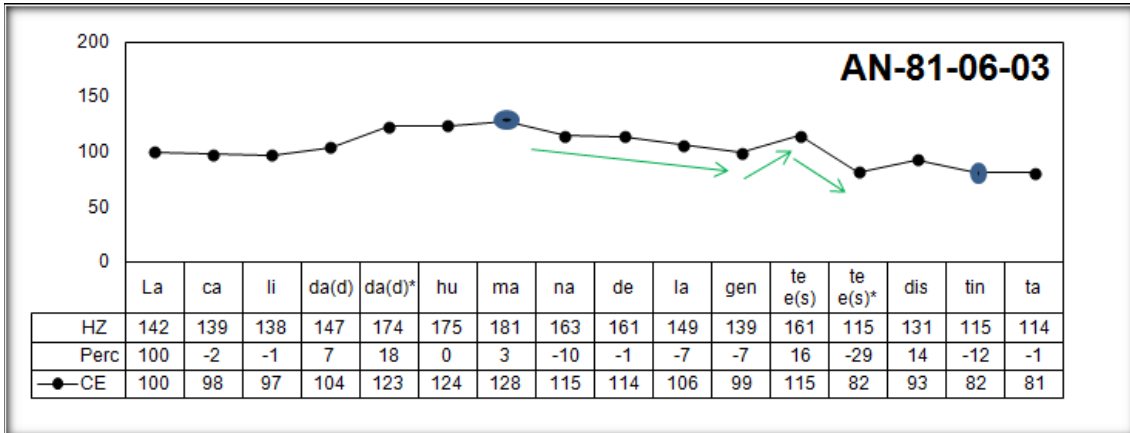 AN-81-06-03
200
150
100
50
0
La ca li da(d) da(d)* hu ma na de la gen te e(s) te e(s)* dis tin ta
HZ 142 139 138 147 174 175 181 163 161 149 139 161 115 131 115 114
Perc 100 -2 -1 7 18 0 3 -10 -1 -7 -7 16 -29 14 -12 -1
CE 100 98 97 104 123 124 128 115 114 106 99 115 82 93 82 81